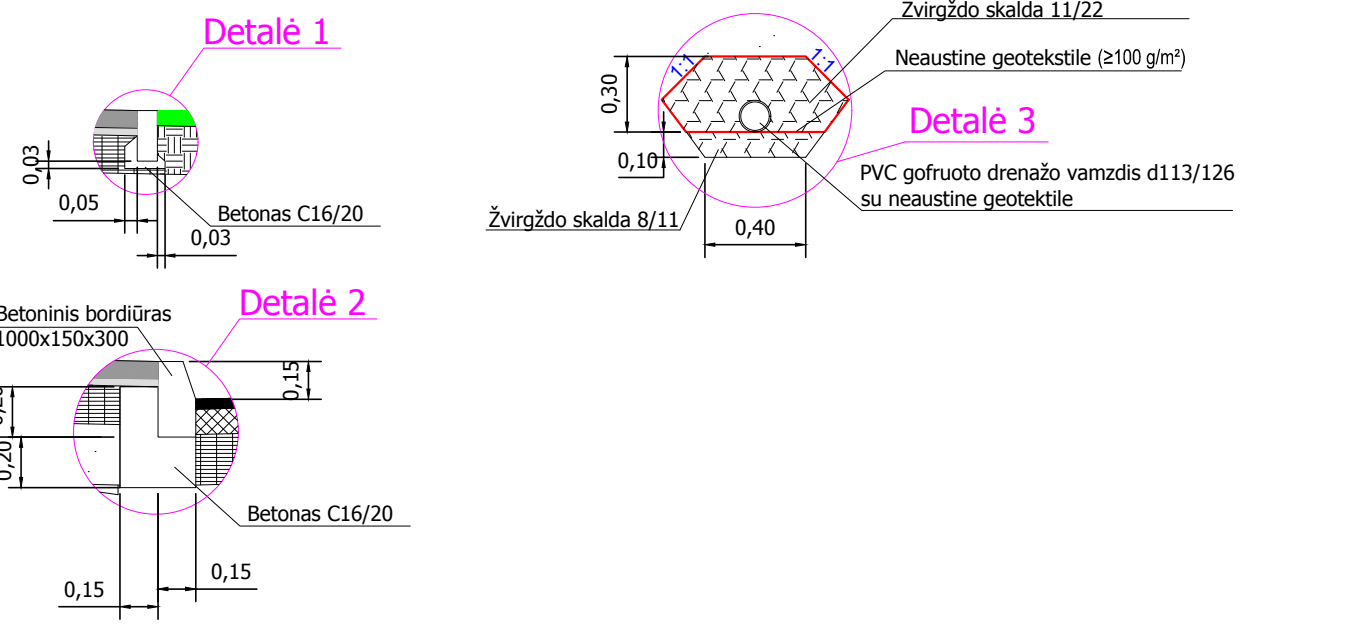 Detalė 1
0,03
0,05
Betonas C16/20
0,03
Žvirgždo skalda 11/22
Neaustine geotekstile (≥100 g/m²)
1:1
1:1
0,30
Detalė 3
0,10
PVC gofruoto drenažo vamzdis d113/126
su neaustine geotektile
Žvirgždo skalda 8/11
0,40
Detalė 2
Betoninis bordiūras
1000x150x300
0,15
0,20
0,20
Betonas C16/20
0,15
0,15